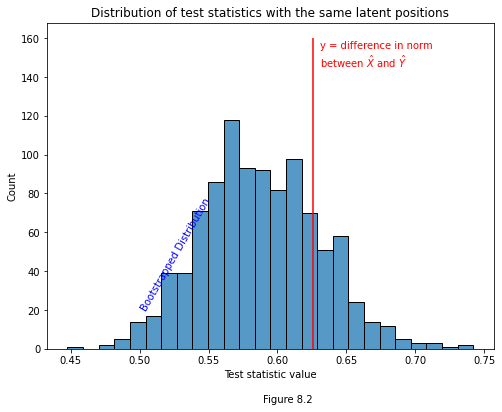 Distribution of test statistics with the same latent positions
y = difference in norm
between X̂ and Ŷ
Bootstrapped Distribution
Count
160
140
120
100
80
60
40
20
0
0.45 0.50 0.55 0.60 0.65 0.70 0.75
Test statistic value
Figure 8.2